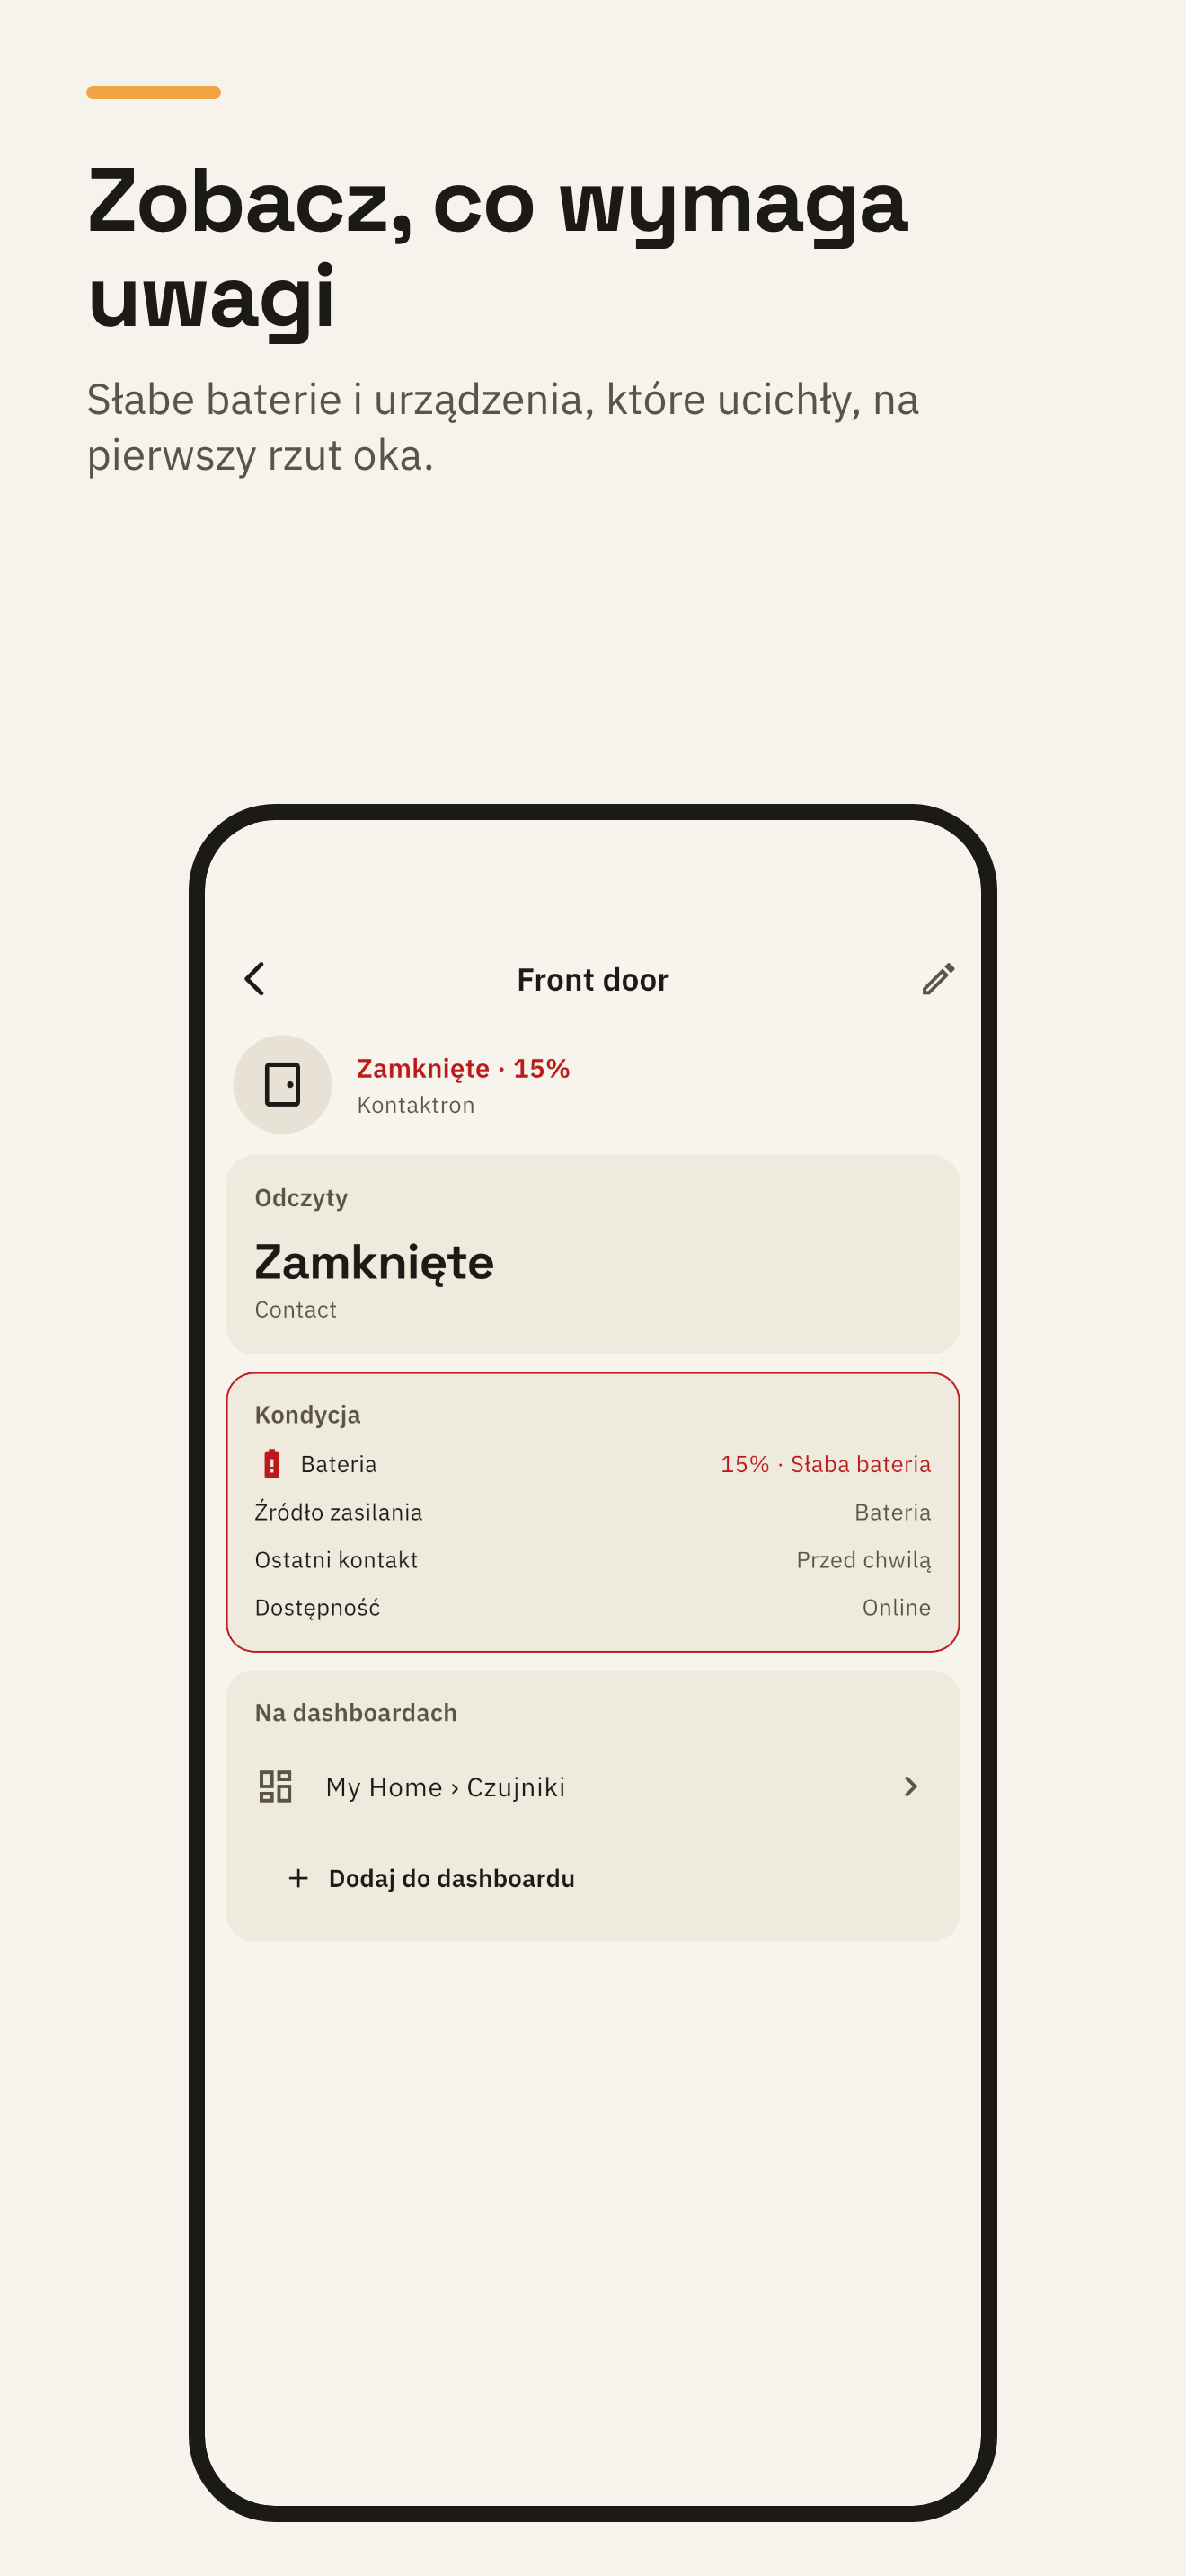 Zobacz, co wymaga
uwagi
Słabe baterie i urządzenia, które ucichły, na
pierwszy rzut oka.
Front door
Zamknięte · 15%
Kontaktron
Odczyty
Zamknięte
Contact
Kondycja
Bateria 15% · Słaba bateria
Źródło zasilania Bateria
Ostatni kontakt Przed chwilą
Dostępność Online
Na dashboardach
My Home › Czujniki
Dodaj do dashboardu